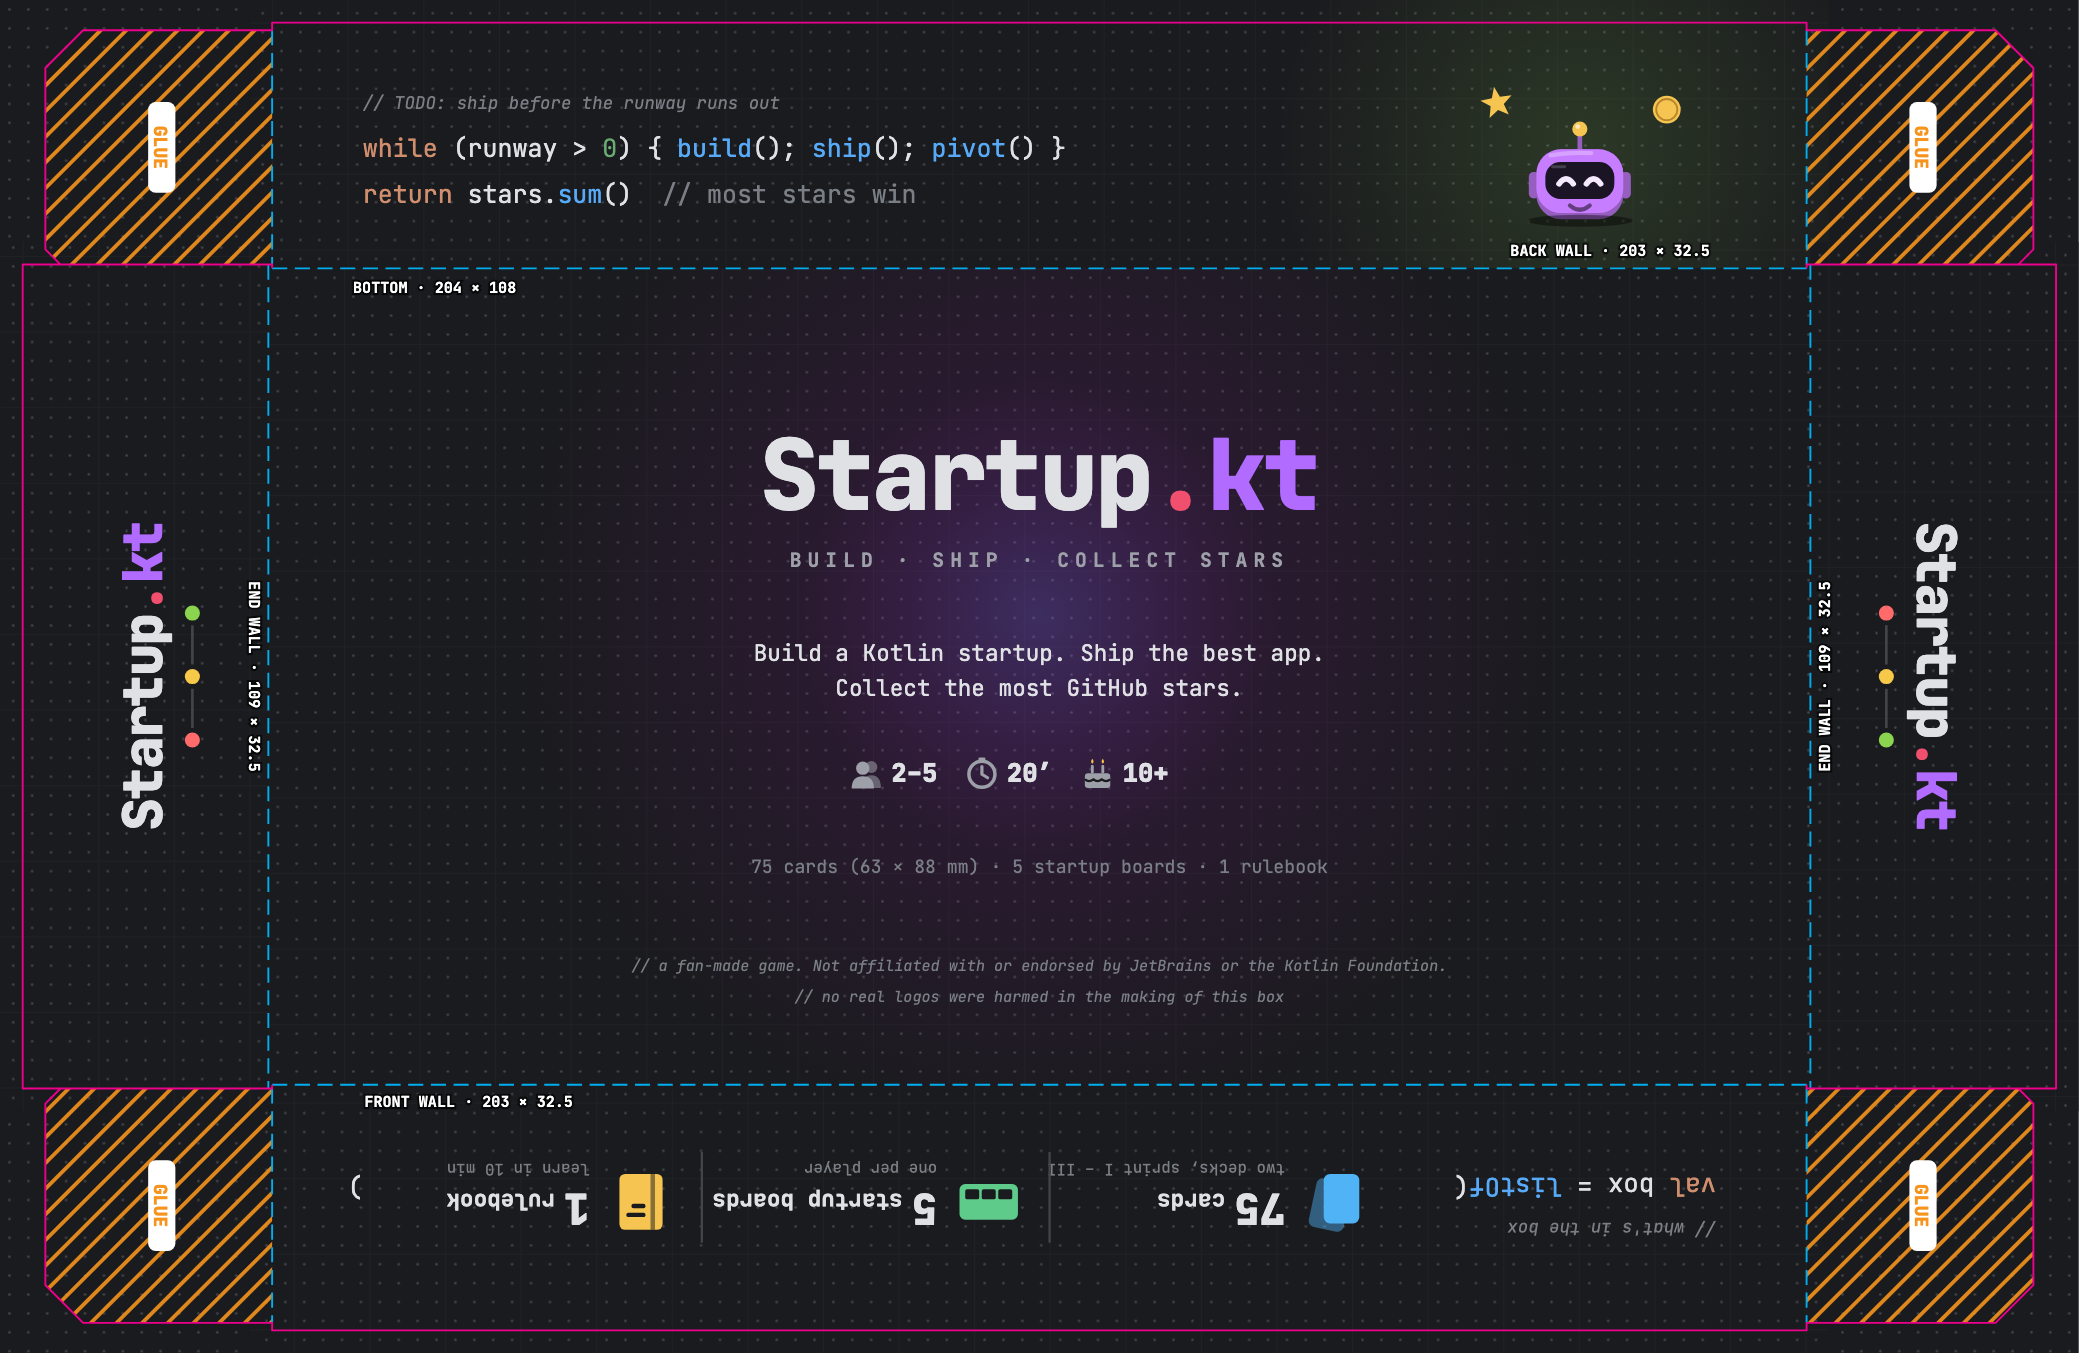 GLUE
// TODO: ship before the runway runs out
while (runway > 0) { build(); ship(); pivot() }
return stars.sum()  // most stars win
BACK WALL · 203 × 32.5
GLUE
BOTTOM · 204 × 108
Startup.kt
END WALL · 109 × 32.5
Startup.kt
BUILD · SHIP · COLLECT STARS
Build a Kotlin startup. Ship the best app.
Collect the most GitHub stars.
2–5 20′ 10+
75 cards (63 × 88 mm) · 5 startup boards · 1 rulebook
// a fan-made game. Not affiliated with or endorsed by JetBrains or the Kotlin Foundation.
// no real logos were harmed in the making of this box
END WALL · 109 × 32.5
Startup.kt
FRONT WALL · 203 × 32.5
GLUE
// what's in the box
val box = listOf(
75 cards
two decks, sprint I – III
5 startup boards
one per player
1 rulebook
learn in 10 min
)
GLUE